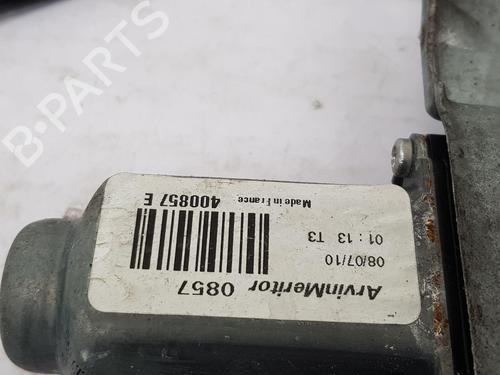 B-PARTS
ArvinMeritor 0857
08/07/10
01 : 13 T3
Made in France
400857 E